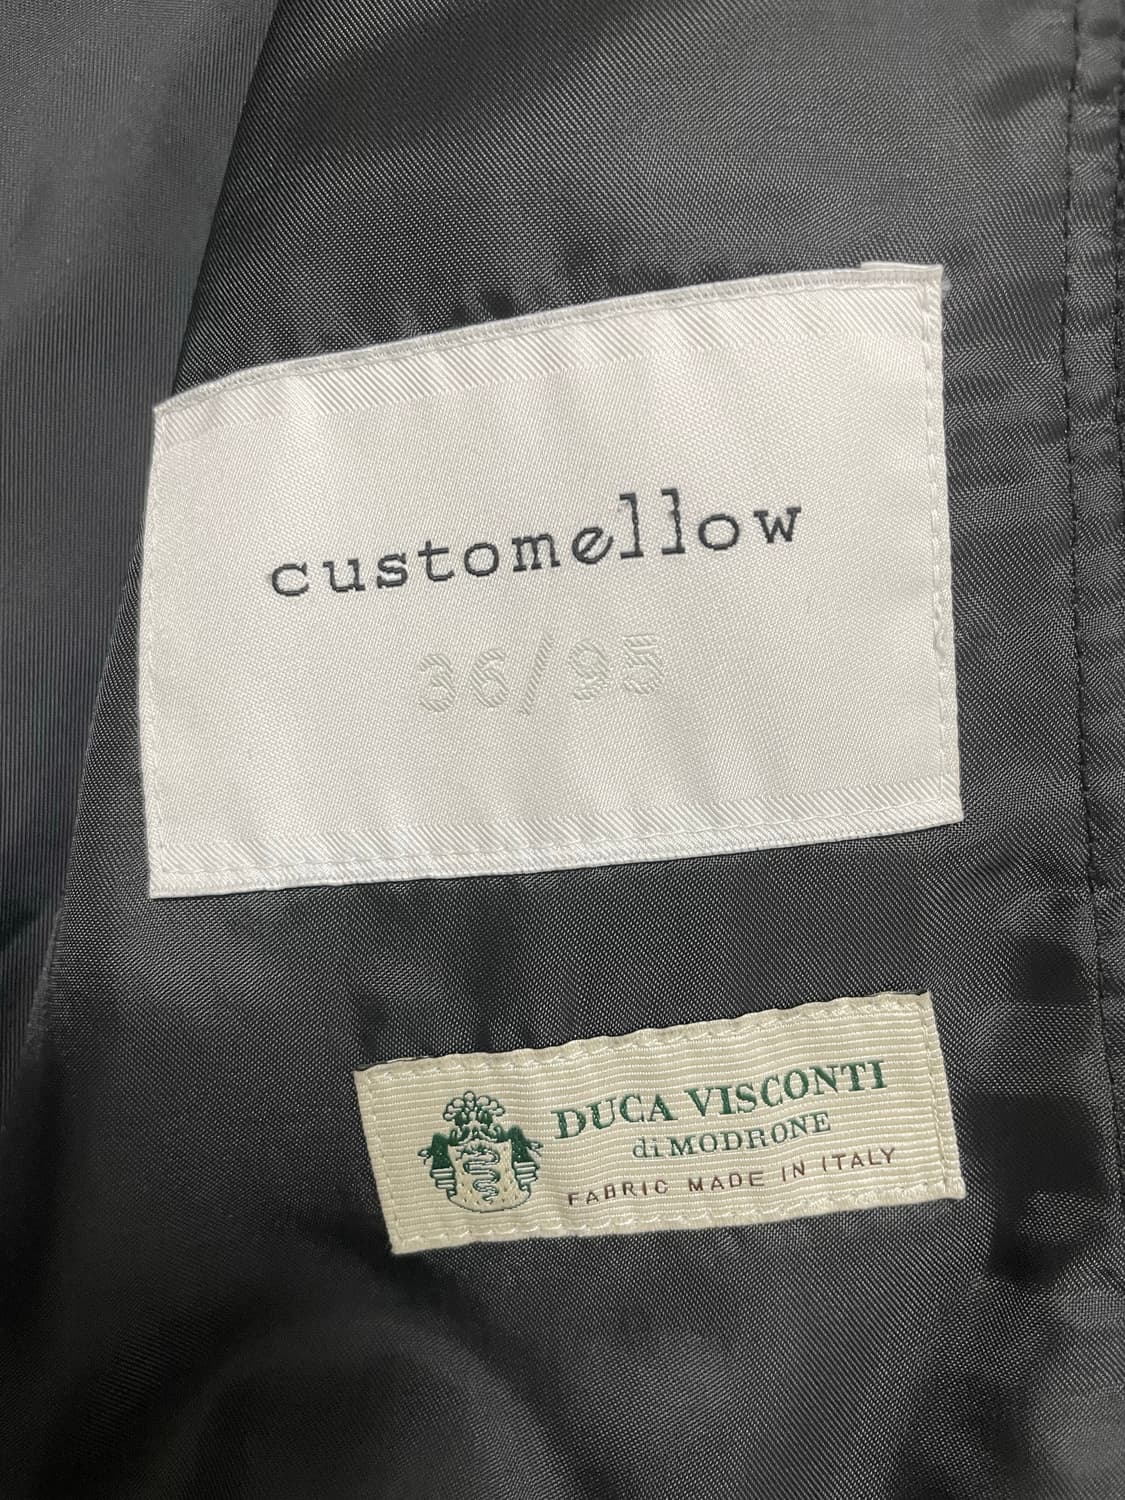 customellow
36/95
DUCA VISCONTI
di MODRONE
FABRIC MADE IN ITALY